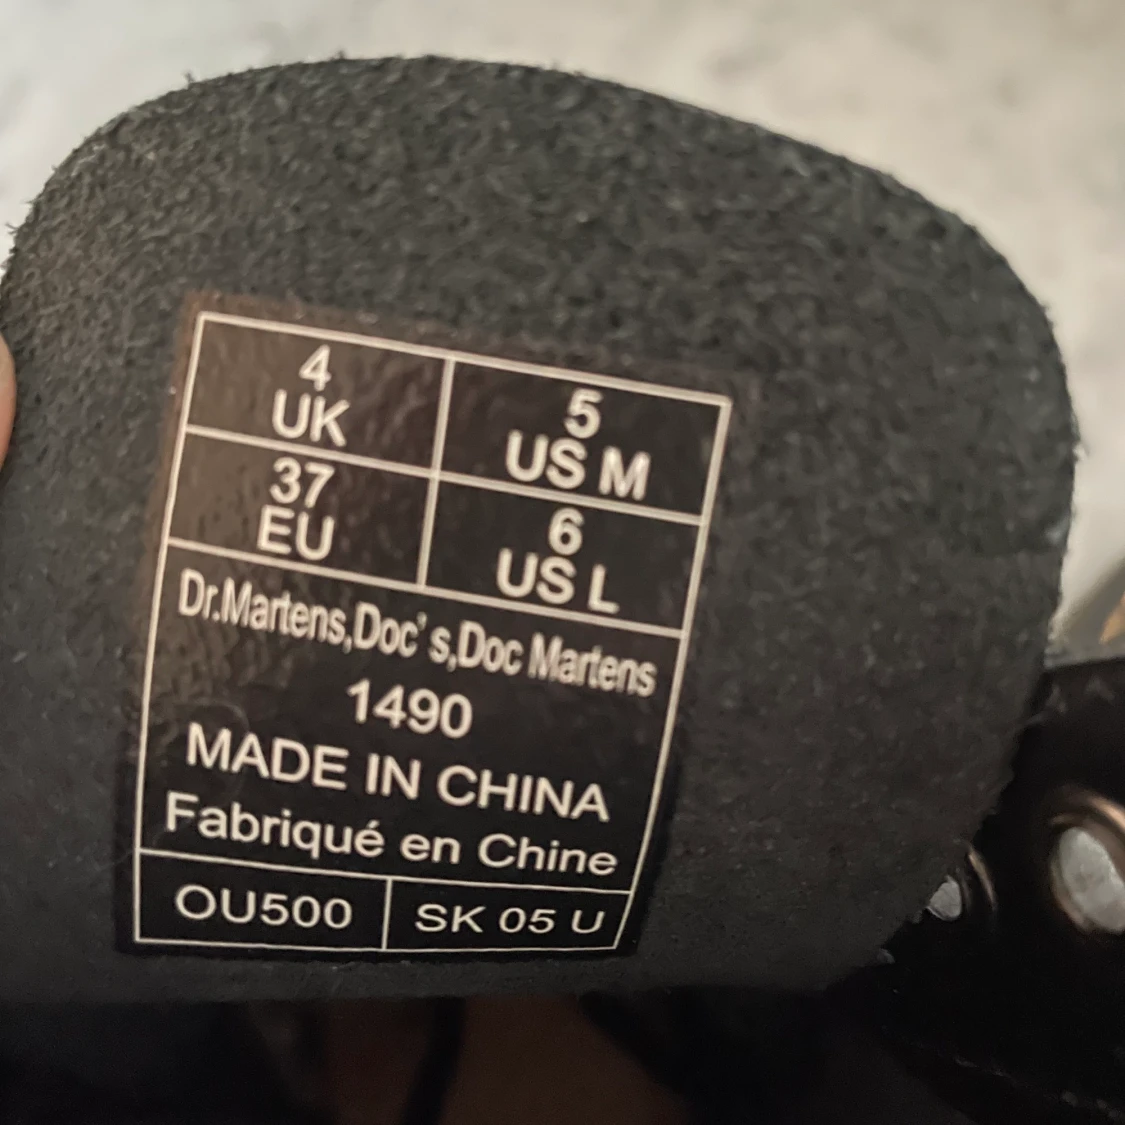 4
UK
5
US M
37
EU
6
US L
Dr.Martens,Doc's,Doc Martens
1490
MADE IN CHINA
Fabriqué en Chine
OU500
SK 05 U